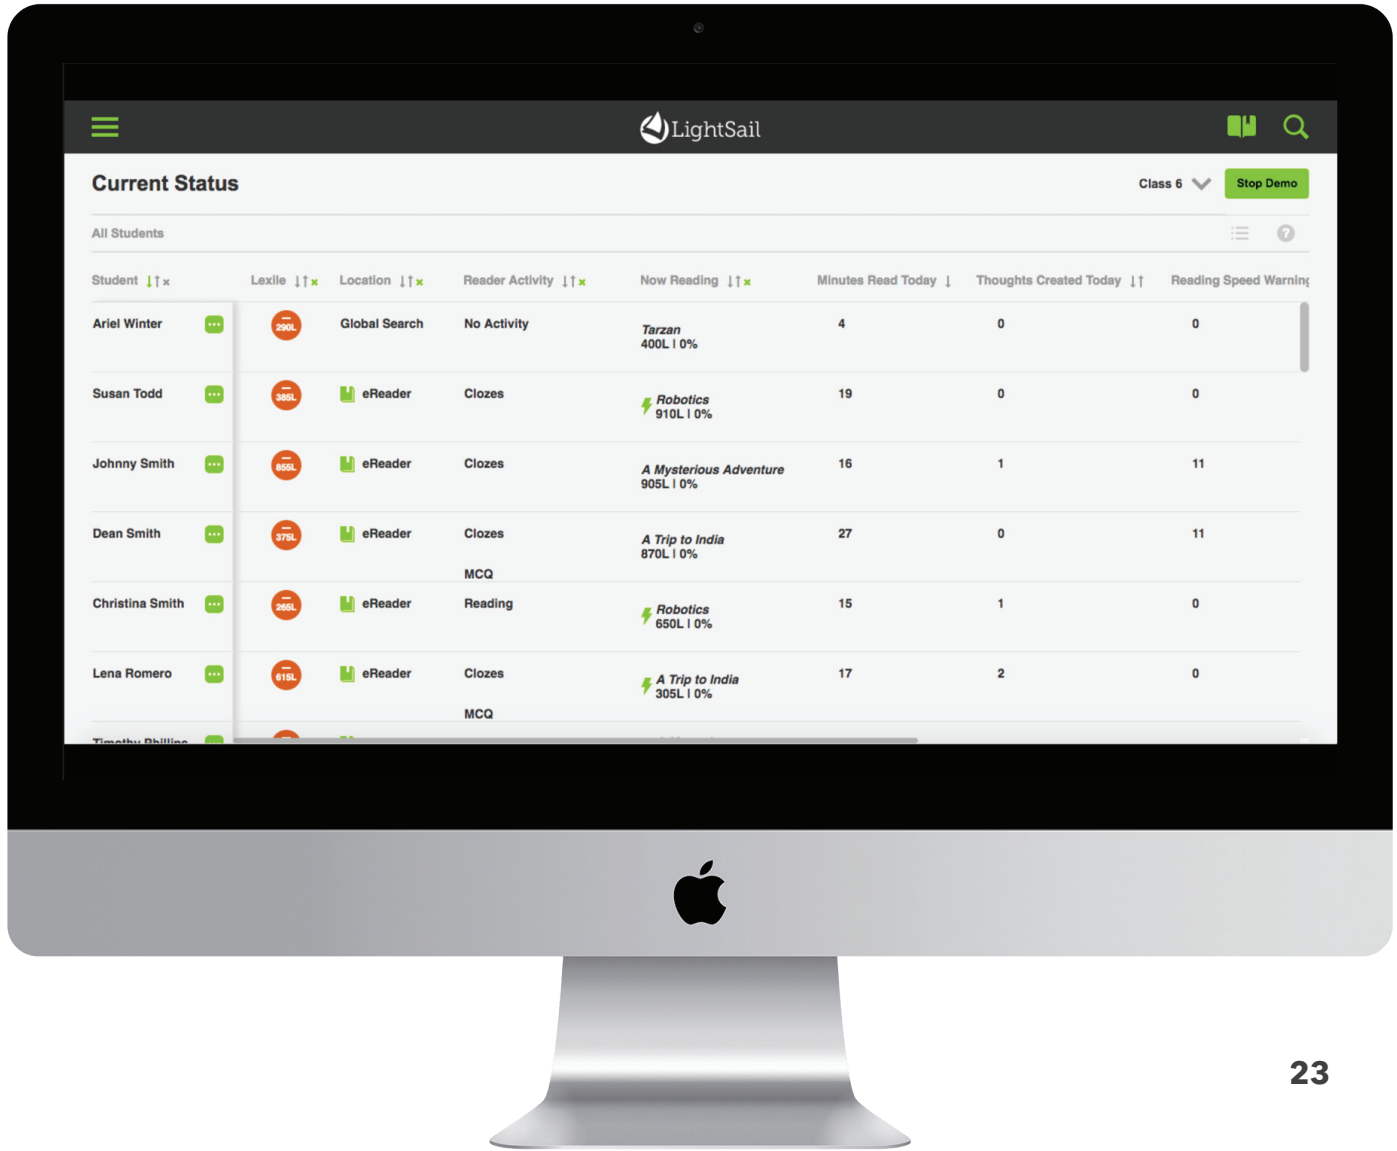 LightSail
Current Status
Class 6
Stop Demo
All Students
?
Student Lexile Location Reader Activity Now Reading Minutes Read Today Thoughts Created Today Reading Speed Warning
Ariel Winter 290L Global Search No Activity Tarzan 4 0 0
400L | 0%
Susan Todd 385L eReader Clozes Robotics 19 0 0
910L | 0%
Johnny Smith 855L eReader Clozes A Mysterious Adventure 16 1 11
905L | 0%
Dean Smith 375L eReader Clozes A Trip to India 27 0 11
870L | 0%
MCQ
Christina Smith 265L eReader Reading Robotics 15 1 0
650L | 0%
Lena Romero 615L eReader Clozes A Trip to India 17 2 0
305L | 0%
MCQ
Timothy Phillips
23